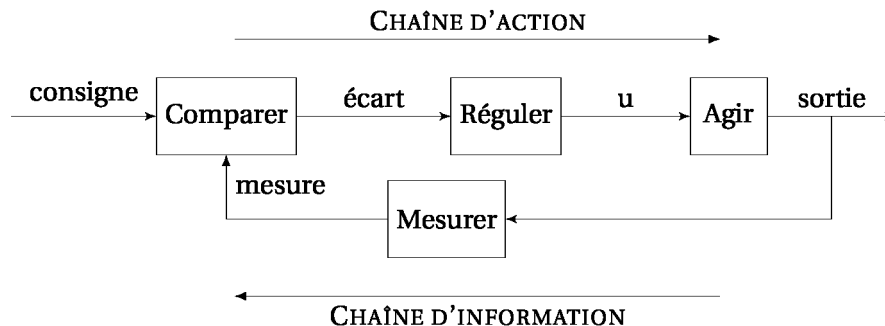 CHAÎNE D'ACTION
consigne
Comparer
écart
Réguler
u
Agir
sortie
mesure
Mesurer
CHAÎNE D'INFORMATION